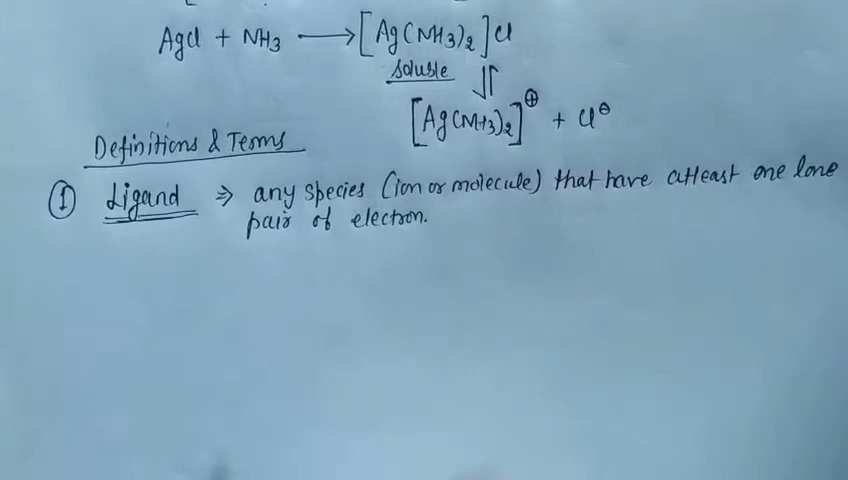 AgCl + NH3 ⟶ [Ag(NH3)2]Cl
soluble ⇌
[Ag(NH3)2]⊕ + Cl⊖
Definitions & Terms
① Ligand ⇒ any species (ion or molecule) that have atleast one lone
pair of electron.